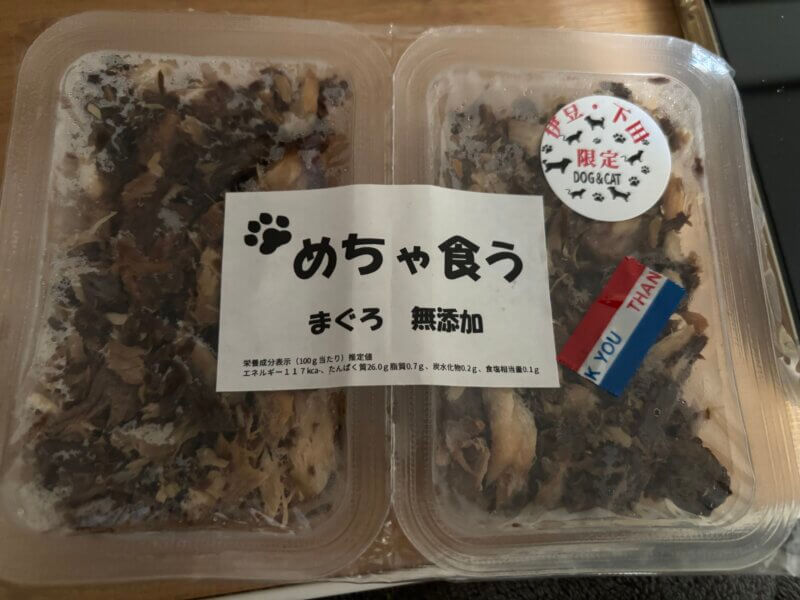 伊豆・下田
限定
DOG&CAT
めちゃ食う
まぐろ 無添加
栄養成分表示(100g当たり)推定値
エネルギー117kca-、たんぱく質26.0g脂質0.7g、炭水化物0.2g、食塩相当量0.1g
THAN
K YOU